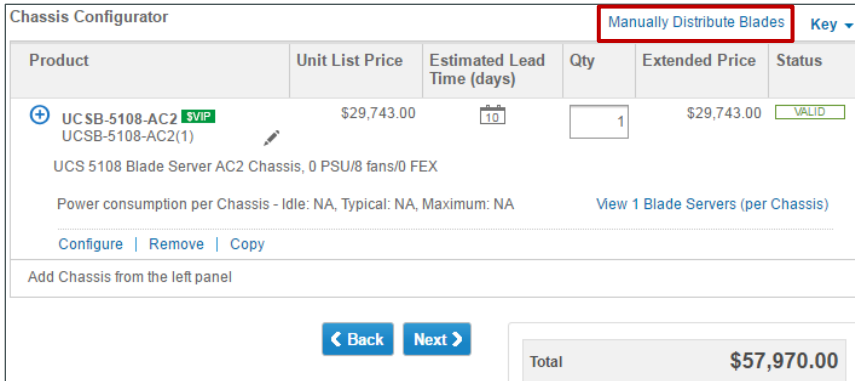 Chassis Configurator
Manually Distribute Blades Key
Product Unit List Price Estimated Lead Time (days) Qty Extended Price Status
UCSB-5108-AC2 $VIP $29,743.00 10 1 $29,743.00 VALID
UCSB-5108-AC2(1)
UCS 5108 Blade Server AC2 Chassis, 0 PSU/8 fans/0 FEX
Power consumption per Chassis - Idle: NA, Typical: NA, Maximum: NA View 1 Blade Servers (per Chassis)
Configure | Remove | Copy
Add Chassis from the left panel
Back Next
Total $57,970.00